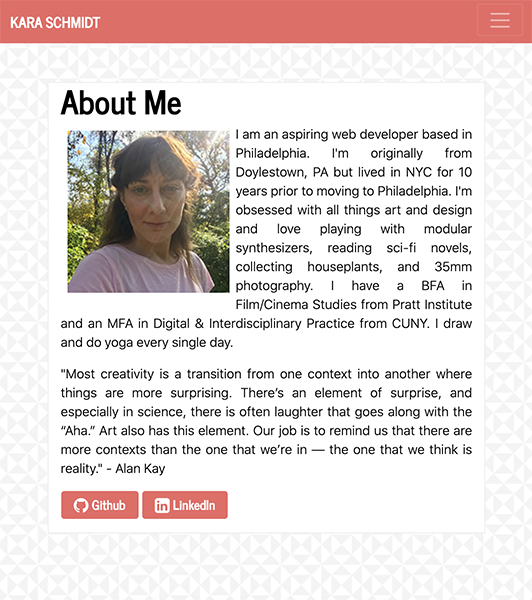 KARA SCHMIDT
About Me
I am an aspiring web developer based in
Philadelphia. I'm originally from
Doylestown, PA but lived in NYC for 10
years prior to moving to Philadelphia. I'm
obsessed with all things art and design
and love playing with modular
synthesizers, reading sci-fi novels,
collecting houseplants, and 35mm
photography. I have a BFA in
Film/Cinema Studies from Pratt Institute
and an MFA in Digital & Interdisciplinary Practice from CUNY. I draw
and do yoga every single day.
"Most creativity is a transition from one context into another where
things are more surprising. There’s an element of surprise, and
especially in science, there is often laughter that goes along with the
“Aha.” Art also has this element. Our job is to remind us that there are
more contexts than the one that we’re in — the one that we think is
reality." - Alan Kay
Github
LinkedIn